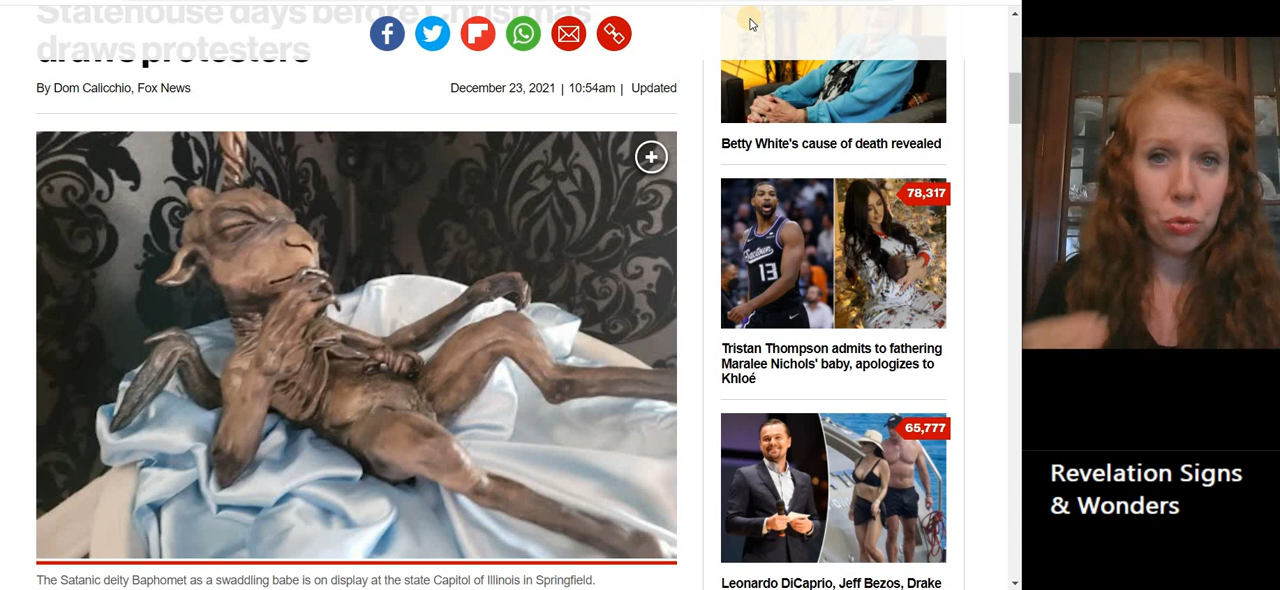 Statehouse days before Christmas
draws protesters
By Dom Calicchio, Fox News
December 23, 2021 | 10:54am | Updated
The Satanic deity Baphomet as a swaddling babe is on display at the state Capitol of Illinois in Springfield.
Betty White's cause of death revealed
78,317
13
Tristan Thompson admits to fathering
Maralee Nichols' baby, apologizes to
Khloé
65,777
Leonardo DiCaprio, Jeff Bezos, Drake
Revelation Signs
& Wonders